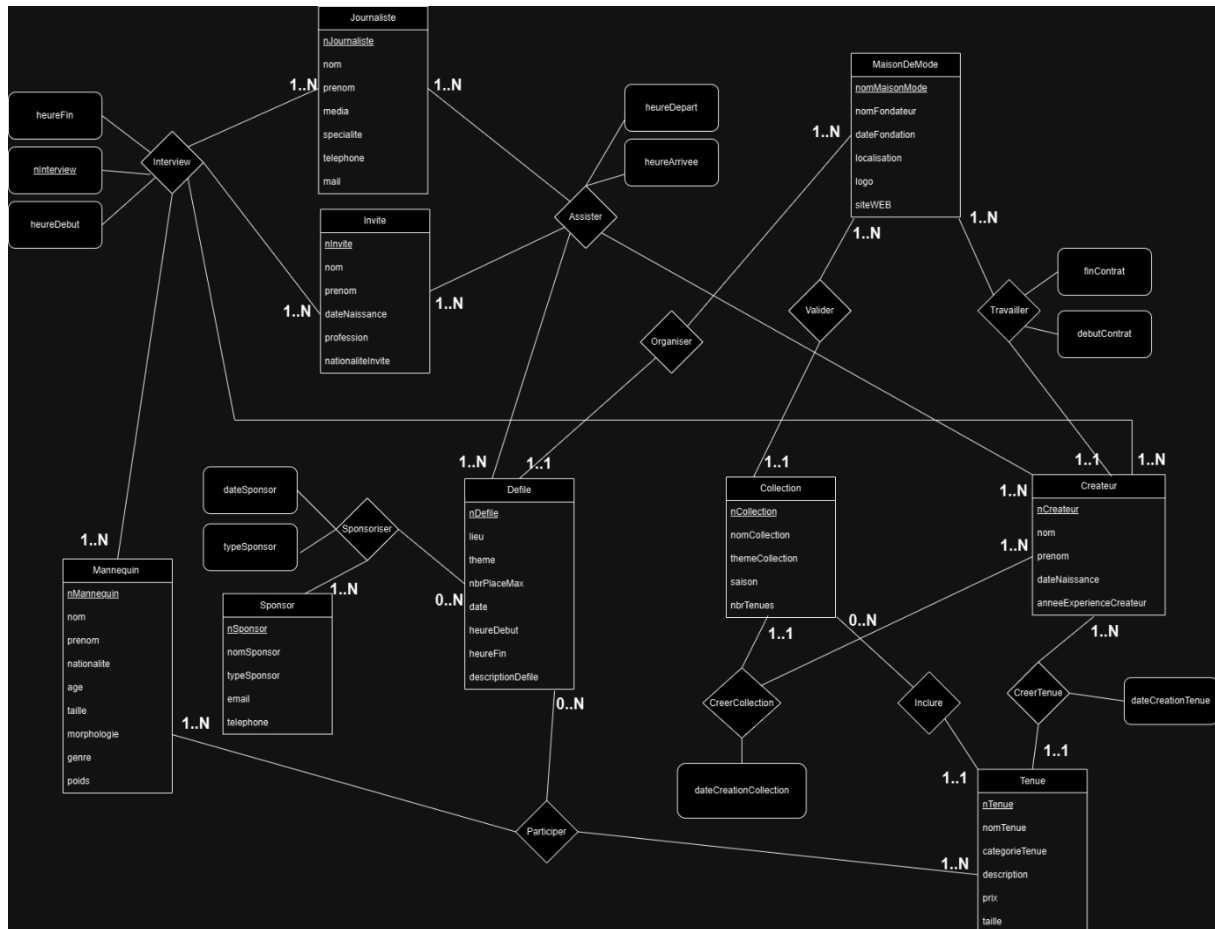 Journaliste
nJournaliste
nom
prenom
media
specialite
telephone
mail
1..N
1..N
heureFin
nInterview
heureDebut
Interview
Invite
nInvite
nom
prenom
dateNaissance
profession
nationaliteInvite
1..N
1..N
heureDepart
heureArrivee
Assister
MaisonDeMode
nomMaisonMode
nomFondateur
dateFondation
localisation
logo
siteWEB
1..N
1..N
1..N
Organiser
Valider
Travailler
finContrat
debutContrat
1..N
1..1
1..1
1..1
1..N
dateSponsor
typeSponsor
Sponsoriser
1..N
0..N
Defile
nDefile
lieu
theme
nbrPlaceMax
date
heureDebut
heureFin
descriptionDefile
0..N
Collection
nCollection
nomCollection
themeCollection
saison
nbrTenues
1..1
0..N
Createur
nCreateur
nom
prenom
dateNaissance
anneeExperienceCreateur
1..N
1..N
1..N
1..N
Mannequin
nMannequin
nom
prenom
nationalite
age
taille
morphologie
genre
poids
1..N
Sponsor
nSponsor
nomSponsor
typeSponsor
email
telephone
CreerCollection
dateCreationCollection
Inclure
CreerTenue
dateCreationTenue
1..1
1..1
Participer
1..N
Tenue
nTenue
nomTenue
categorieTenue
description
prix
taille